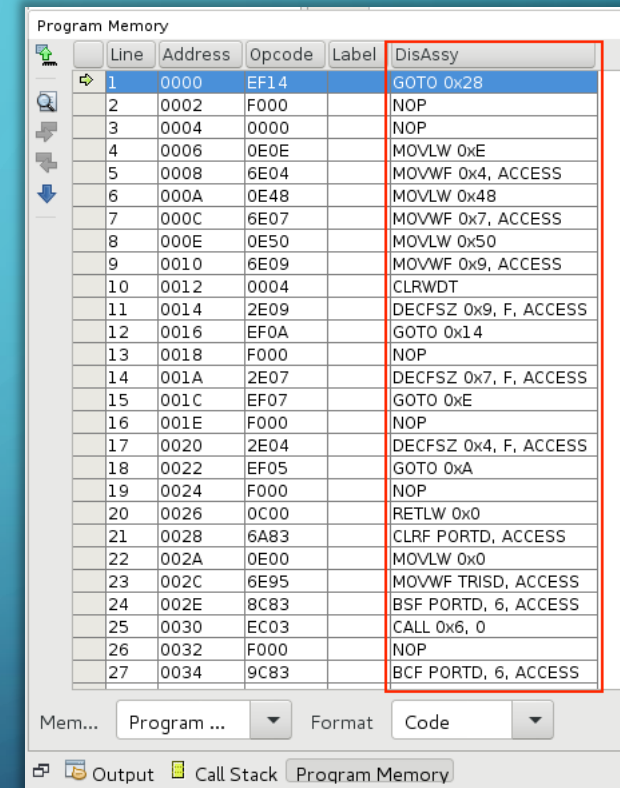 Program Memory
Line Address Opcode Label DisAssy
1 0000 EF14 GOTO 0x28
2 0002 F000 NOP
3 0004 0000 NOP
4 0006 0E0E MOVLW 0xE
5 0008 6E04 MOVWF 0x4, ACCESS
6 000A 0E48 MOVLW 0x48
7 000C 6E07 MOVWF 0x7, ACCESS
8 000E 0E50 MOVLW 0x50
9 0010 6E09 MOVWF 0x9, ACCESS
10 0012 0004 CLRWDT
11 0014 2E09 DECFSZ 0x9, F, ACCESS
12 0016 EF0A GOTO 0x14
13 0018 F000 NOP
14 001A 2E07 DECFSZ 0x7, F, ACCESS
15 001C EF07 GOTO 0xE
16 001E F000 NOP
17 0020 2E04 DECFSZ 0x4, F, ACCESS
18 0022 EF05 GOTO 0xA
19 0024 F000 NOP
20 0026 0C00 RETLW 0x0
21 0028 6A83 CLRF PORTD, ACCESS
22 002A 0E00 MOVLW 0x0
23 002C 6E95 MOVWF TRISD, ACCESS
24 002E 8C83 BSF PORTD, 6, ACCESS
25 0030 EC03 CALL 0x6, 0
26 0032 F000 NOP
27 0034 9C83 BCF PORTD, 6, ACCESS
Mem... Program ... Format Code
Output Call Stack Program Memory